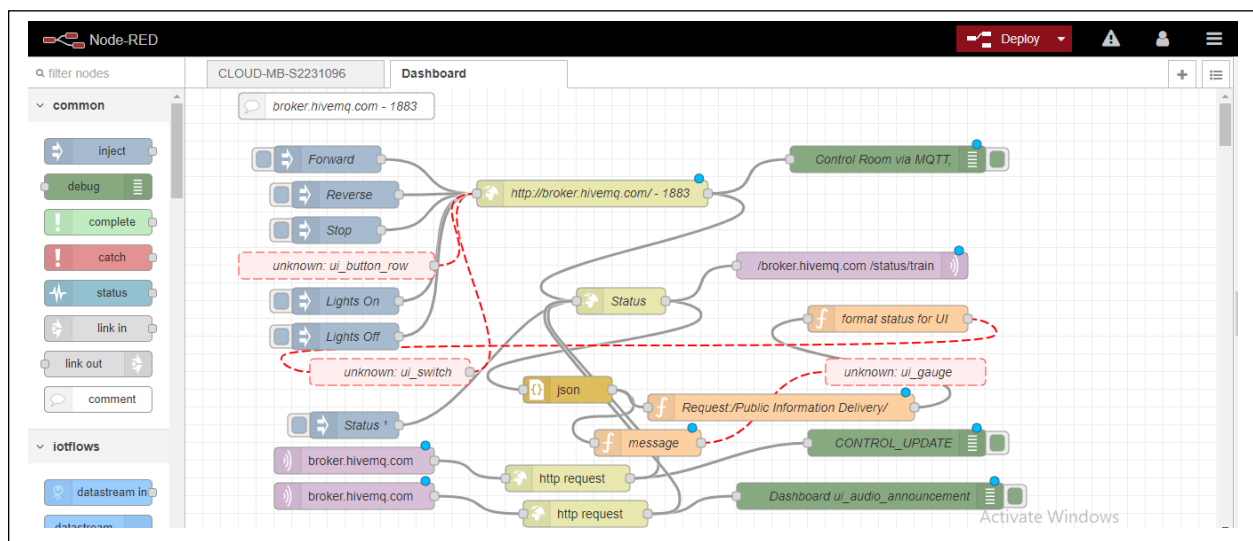 Node-RED
Deploy
filter nodes
CLOUD-MB-S2231096
Dashboard
common
inject
debug
complete
catch
status
link in
link out
comment
iotflows
datastream in
datastream
broker.hivemq.com - 1883
Forward
Reverse
Stop
unknown: ui_button_row
Lights On
Lights Off
unknown: ui_switch
Status ¹
broker.hivemq.com
broker.hivemq.com
http://broker.hivemq.com/ - 1883
Status
json
Request:/Public Information Delivery/
message
http request
http request
Control Room via MQTT,
/broker.hivemq.com /status/train
format status for UI
unknown: ui_gauge
CONTROL_UPDATE
Dashboard ui_audio_announcement
Activate Windows